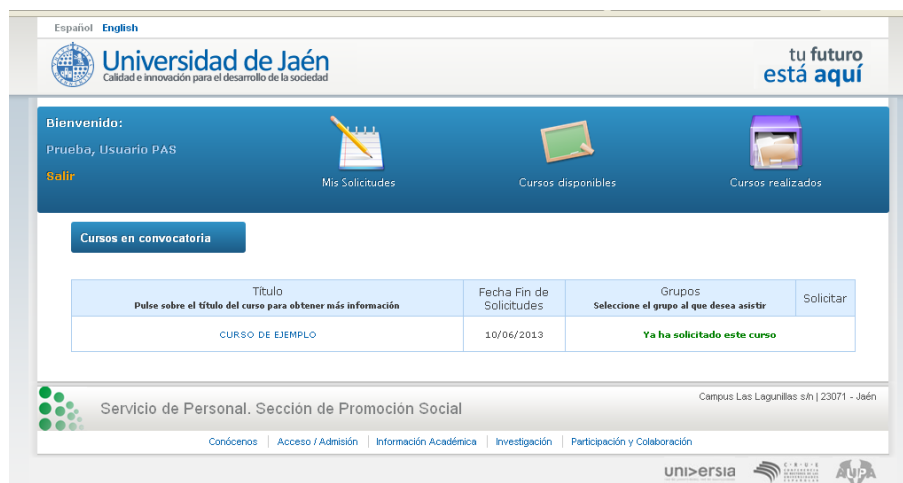 Español English
Universidad de Jaén
Calidad e innovación para el desarrollo de la sociedad
tu futuro
está aquí
Bienvenido:
Prueba, Usuario PAS
Salir
Mis Solicitudes
Cursos disponibles
Cursos realizados
Cursos en convocatoria
Título
Pulse sobre el título del curso para obtener más información
Fecha Fin de
Solicitudes
Grupos
Seleccione el grupo al que desea asistir
Solicitar
CURSO DE EJEMPLO
10/06/2013
Ya ha solicitado este curso
Servicio de Personal. Sección de Promoción Social
Campus Las Lagunillas s/n | 23071 - Jaén
Conócenos | Acceso / Admisión | Información Académica | Investigación | Participación y Colaboración
uni>ersia
AUPA